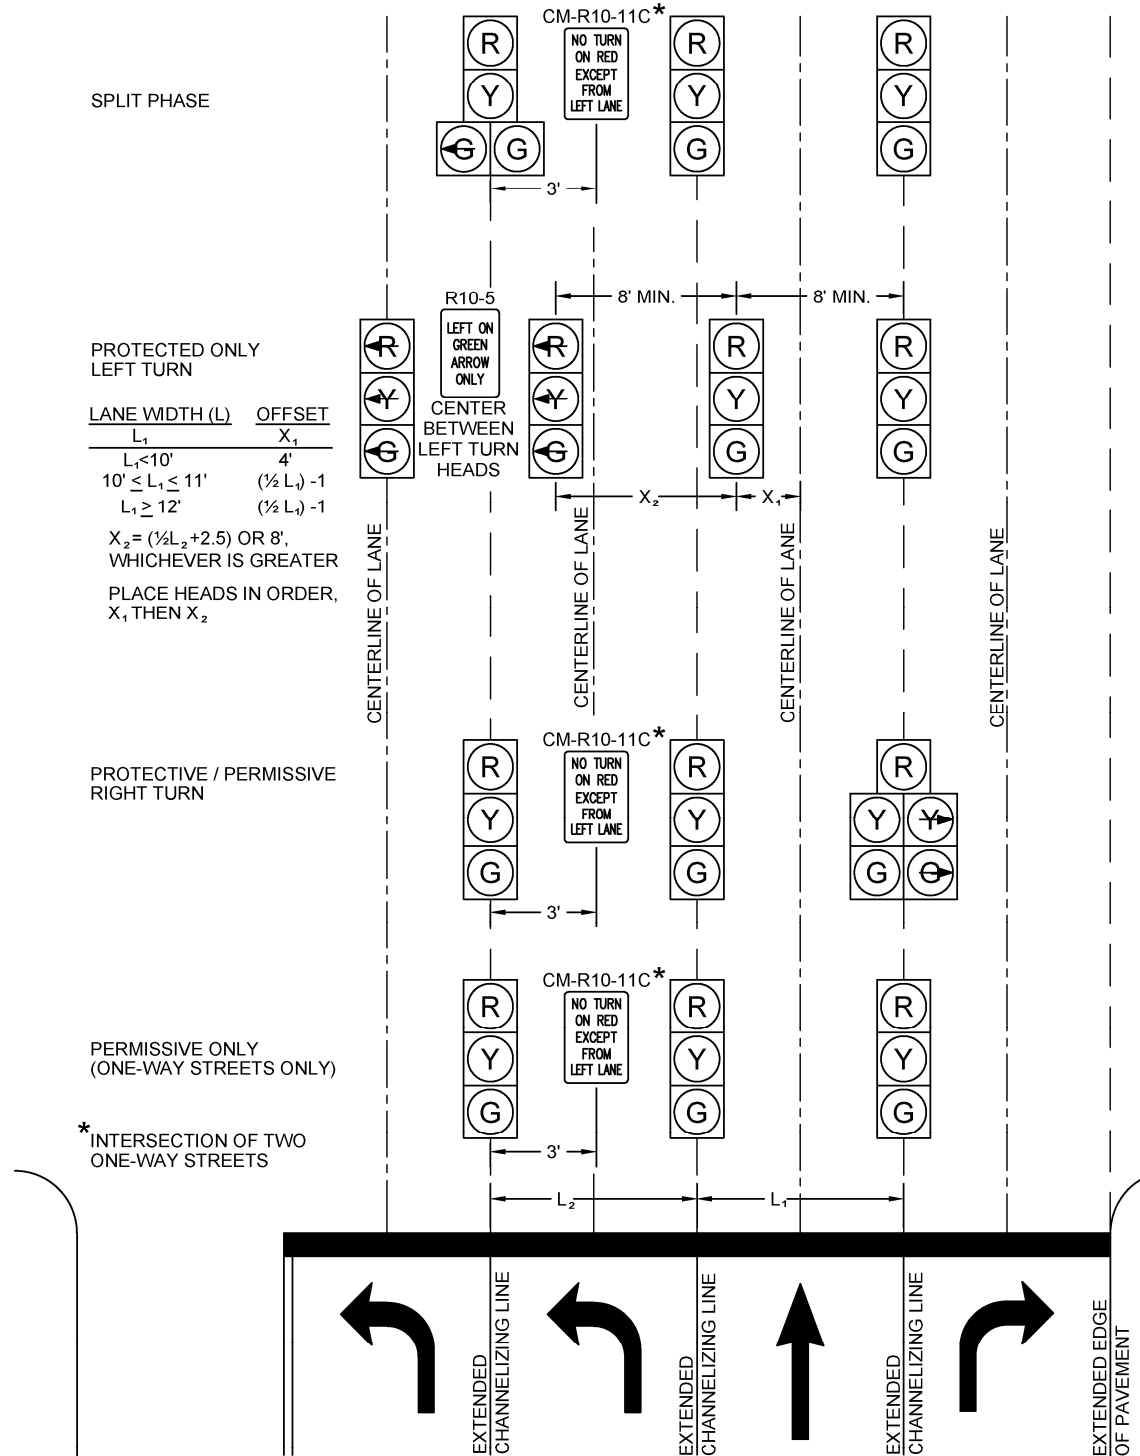 CM-R10-11C*
SPLIT PHASE
R
Y
G G
NO TURN
ON RED
EXCEPT
FROM
LEFT LANE
R
Y
G
R
Y
G
3'
PROTECTED ONLY
LEFT TURN
LANE WIDTH (L) OFFSET
L₁ X₁
L₁<10' 4'
10' ≤ L₁ ≤ 11' (½ L₁) -1
L₁ ≥ 12' (½ L₁) -1
X₂= (½L₂+2.5) OR 8',
WHICHEVER IS GREATER
PLACE HEADS IN ORDER,
X₁ THEN X₂
R10-5
8' MIN. 8' MIN.
R
Y
G
LEFT ON
GREEN
ARROW
ONLY
CENTER
BETWEEN
LEFT TURN
HEADS
R
Y
G
R
Y
G
R
Y
G
X₂ X₁
CENTERLINE OF LANE
CENTERLINE OF LANE
CENTERLINE OF LANE
CENTERLINE OF LANE
PROTECTIVE / PERMISSIVE
RIGHT TURN
CM-R10-11C*
R
Y
G
NO TURN
ON RED
EXCEPT
FROM
LEFT LANE
R
Y
G
R
Y Y
G G
3'
PERMISSIVE ONLY
(ONE-WAY STREETS ONLY)
CM-R10-11C*
R
Y
G
NO TURN
ON RED
EXCEPT
FROM
LEFT LANE
R
Y
G
R
Y
G
3'
*INTERSECTION OF TWO
ONE-WAY STREETS
L₂ L₁
EXTENDED
CHANNELIZING LINE
EXTENDED
CHANNELIZING LINE
EXTENDED
CHANNELIZING LINE
EXTENDED EDGE
OF PAVEMENT